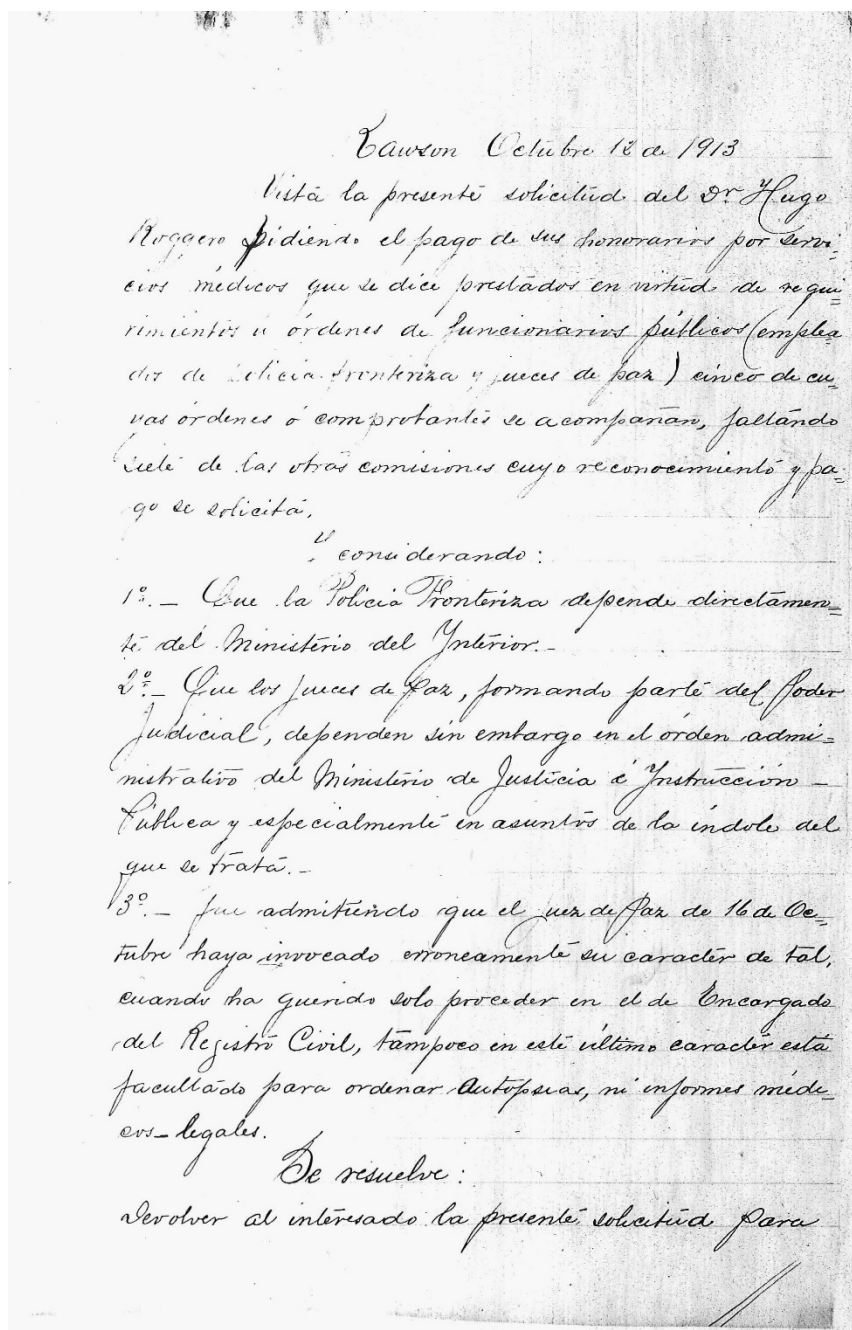 Rawson Octubre 12 de 1913
Vista la presente solicitud del Dr Hugo
Roggero pidiendo el pago de sus honorarios por servi-
cios médicos que se dice prestados en virtud de reque-
rimientos u órdenes de funcionarios públicos (emplea
dos de Policía fronteriza y jueces de paz) cinco de cu-
yas órdenes ó comprobantes se acompañan, faltando
siete de las otras comisiones cuyo reconocimiento y pa=
go se solicita,
y considerando:
1º.— Que la Policia Fronteriza depende directamen=
te del Ministerio del Ynterior.—
2º.— Que los jueces de Paz, formando parte del Poder
Judicial, dependen sin embargo en el órden admi=
nistrativo del Ministerio de Justicia é Ynstrucción —
Pública y especialmente en asuntos de la indole del
que se trata.—
3º.— Que admitiendo que el juez de Paz de 16 de Oc=
tubre haya invocado erroneamente su caracter de tal,
cuando ha querido solo proceder en el de Encargado
del Registro Civil, tampoco en este último caracter está
facultado para ordenar autopsias, ni informes médi=
cos-legales.
Se resuelve:
Devolver al interesado la presente solicitud para